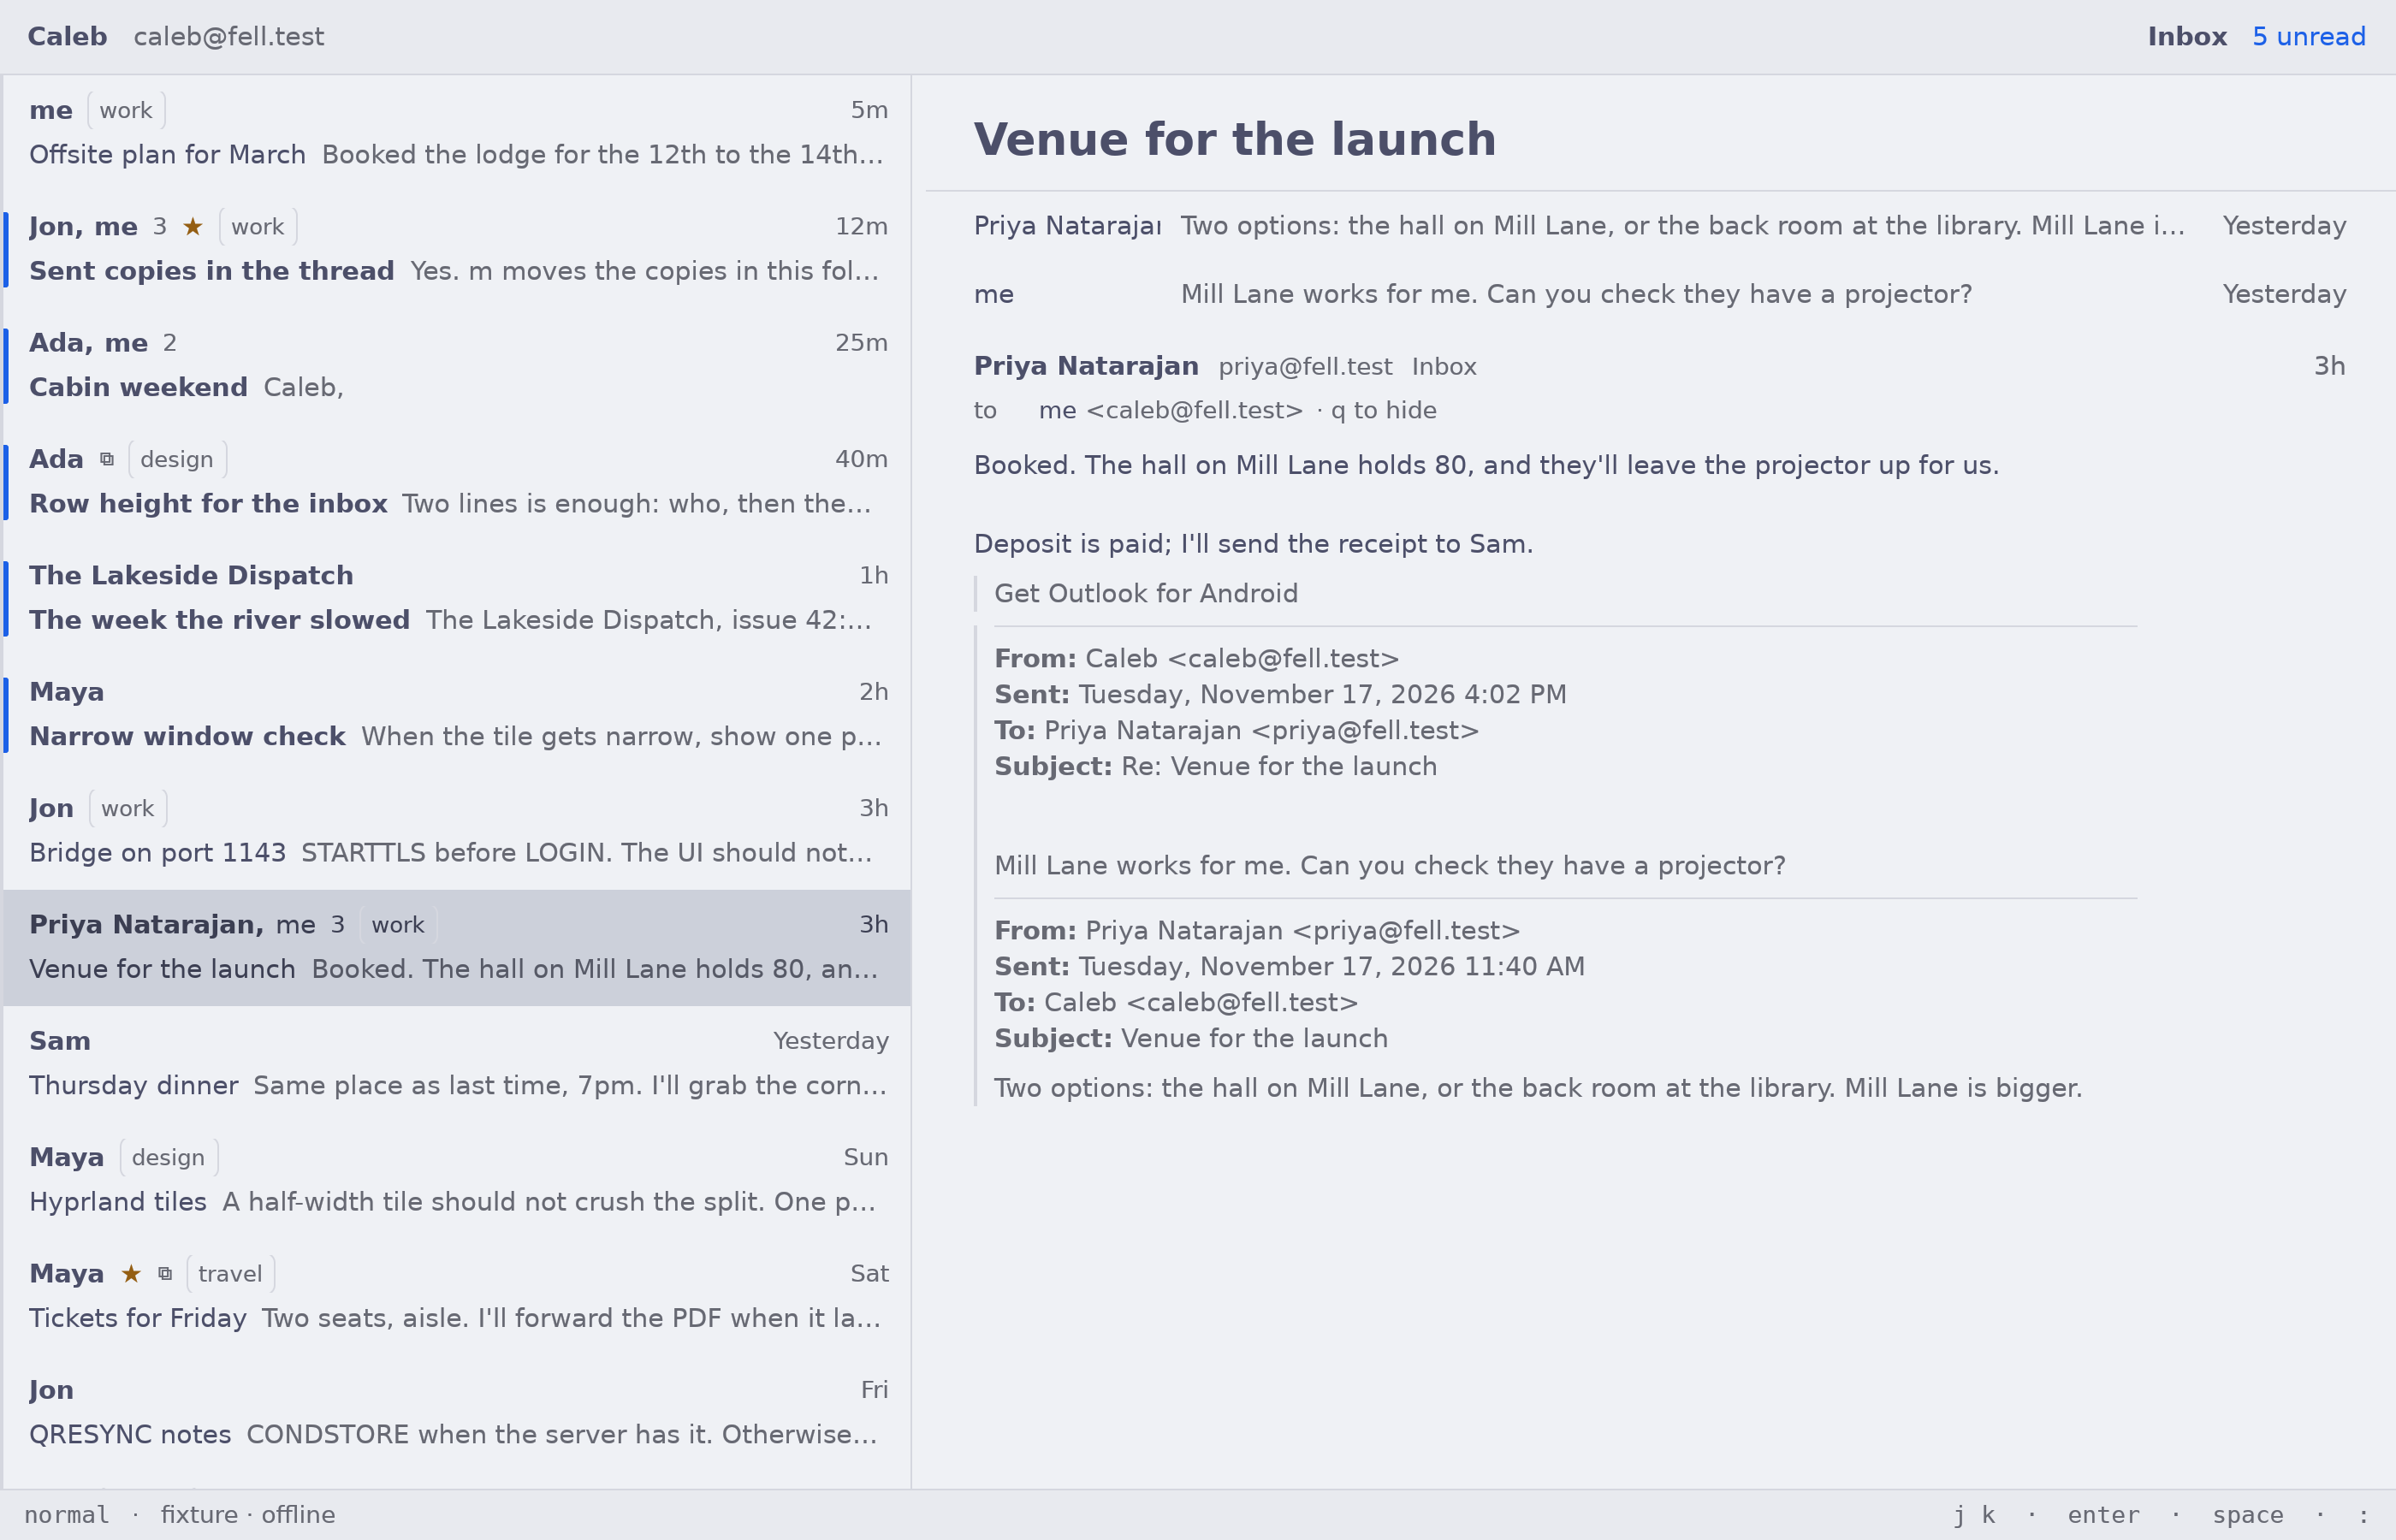 Caleb caleb@fell.test
Inbox 5 unread
me work 5m
Offsite plan for March Booked the lodge for the 12th to the 14th…
Jon, me 3 ★ work 12m
Sent copies in the thread Yes. m moves the copies in this fol…
Ada, me 2 25m
Cabin weekend Caleb,
Ada ⧉ design 40m
Row height for the inbox Two lines is enough: who, then the…
The Lakeside Dispatch 1h
The week the river slowed The Lakeside Dispatch, issue 42:…
Maya 2h
Narrow window check When the tile gets narrow, show one p…
Jon work 3h
Bridge on port 1143 STARTTLS before LOGIN. The UI should not…
Priya Natarajan, me 3 work 3h
Venue for the launch Booked. The hall on Mill Lane holds 80, an…
Sam Yesterday
Thursday dinner Same place as last time, 7pm. I'll grab the corn…
Maya design Sun
Hyprland tiles A half-width tile should not crush the split. One p…
Maya ★ ⧉ travel Sat
Tickets for Friday Two seats, aisle. I'll forward the PDF when it la…
Jon Fri
QRESYNC notes CONDSTORE when the server has it. Otherwise…
Venue for the launch
Priya Two options: the hall on Mill Lane, or the back room at the library. Mill Lane i… Yesterday
me Mill Lane works for me. Can you check they have a projector? Yesterday
Priya Natarajan priya@fell.test Inbox 3h
to me <caleb@fell.test> · q to hide
Booked. The hall on Mill Lane holds 80, and they'll leave the projector up for us.
Deposit is paid; I'll send the receipt to Sam.
Get Outlook for Android
From: Caleb <caleb@fell.test>
Sent: Tuesday, November 17, 2026 4:02 PM
To: Priya Natarajan <priya@fell.test>
Subject: Re: Venue for the launch
Mill Lane works for me. Can you check they have a projector?
From: Priya Natarajan <priya@fell.test>
Sent: Tuesday, November 17, 2026 11:40 AM
To: Caleb <caleb@fell.test>
Subject: Venue for the launch
Two options: the hall on Mill Lane, or the back room at the library. Mill Lane is bigger.
normal · fixture · offline
j k · enter · space · :